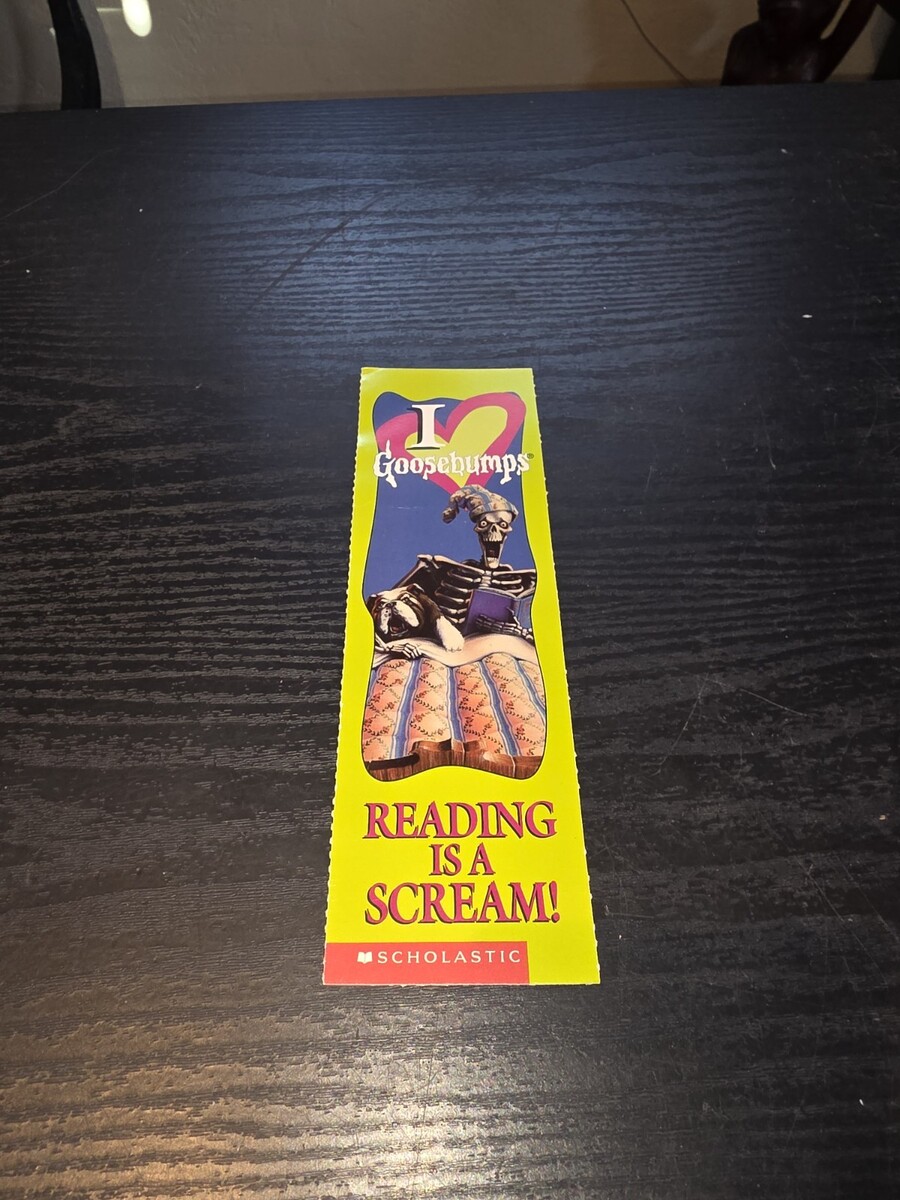 I
Goosebumps®
READING
IS A
SCREAM!
SCHOLASTIC